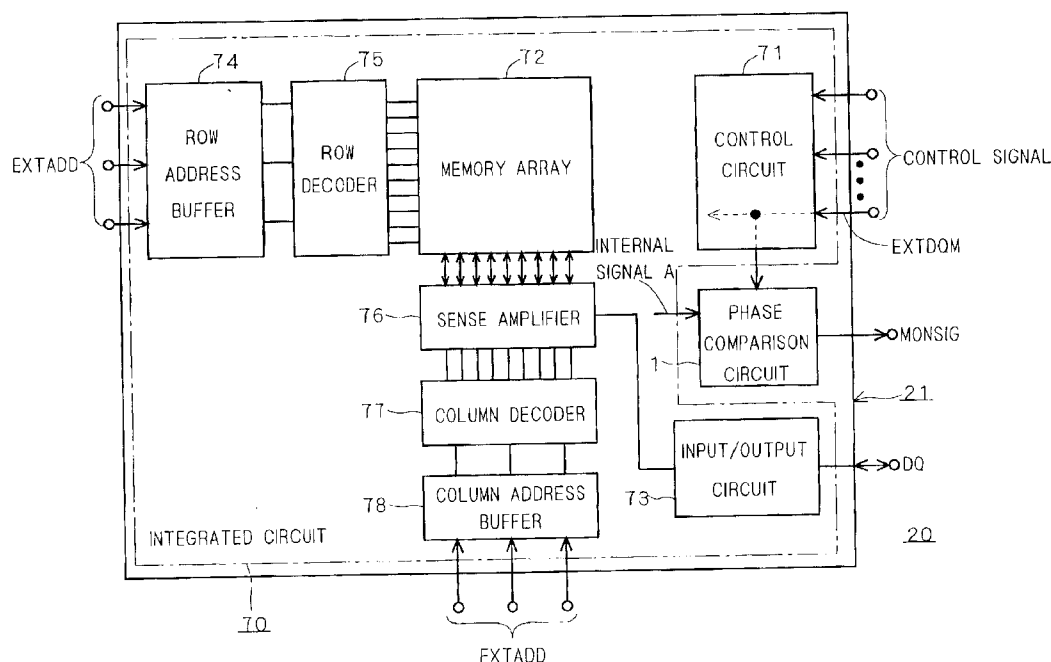 74
75
72
71
EXTADD
ROW
ADDRESS
BUFFER
ROW
DECODER
MEMORY ARRAY
CONTROL
CIRCUIT
CONTROL SIGNAL
EXTDQM
INTERNAL
SIGNAL A
76
SENSE AMPLIFIER
PHASE
COMPARISON
CIRCUIT
1
MONSIG
21
77
COLUMN DECODER
INPUT/OUTPUT
CIRCUIT
73
DQ
78
COLUMN ADDRESS
BUFFER
INTEGRATED CIRCUIT
20
70
EXTADD